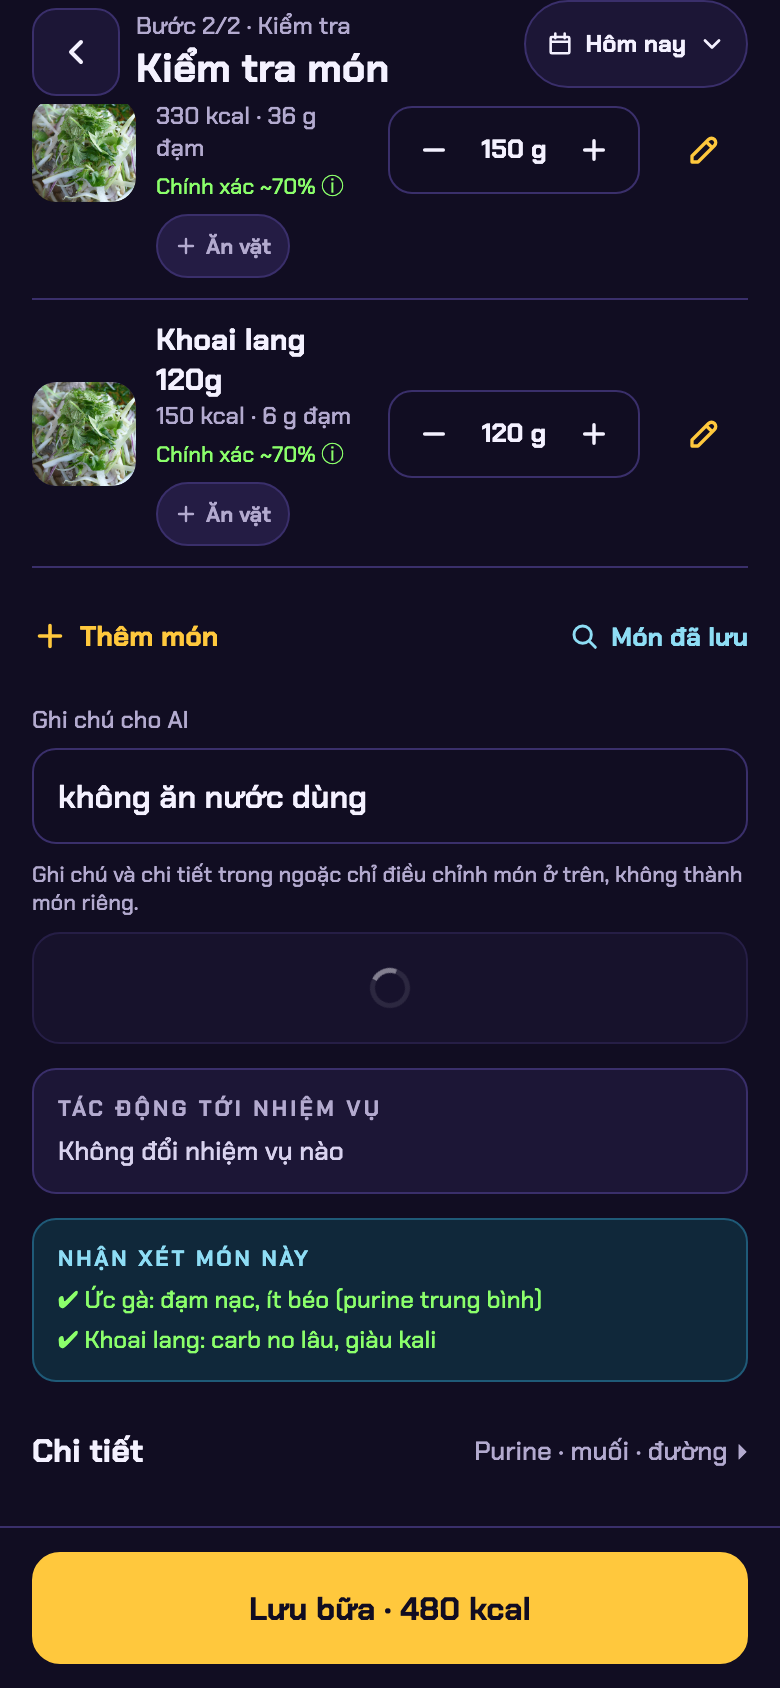 Bước 2/2 · Kiểm tra
Kiểm tra món
Hôm nay
330 kcal · 36 g
đạm
Chính xác ~70% ⓘ
+ Ăn vặt
− 150 g +
Khoai lang
120g
150 kcal · 6 g đạm
Chính xác ~70% ⓘ
+ Ăn vặt
− 120 g +
+ Thêm món
Món đã lưu
Ghi chú cho AI
không ăn nước dùng
Ghi chú và chi tiết trong ngoặc chỉ điều chỉnh món ở trên, không thành
món riêng.
TÁC ĐỘNG TỚI NHIỆM VỤ
Không đổi nhiệm vụ nào
NHẬN XÉT MÓN NÀY
✔ Ức gà: đạm nạc, ít béo (purine trung bình)
✔ Khoai lang: carb no lâu, giàu kali
Chi tiết
Purine · muối · đường
Lưu bữa · 480 kcal